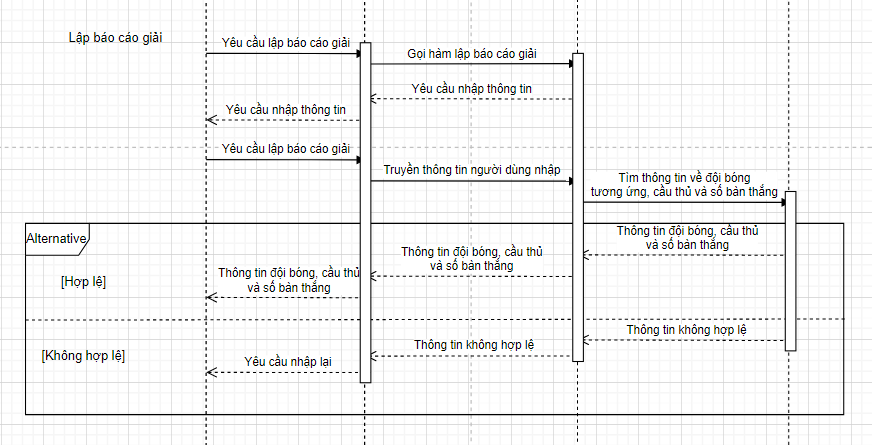 Lập báo cáo giải
Yêu cầu lập báo cáo giải
Gọi hàm lập báo cáo giải
Yêu cầu nhập thông tin
Yêu cầu nhập thông tin
Yêu cầu lập báo cáo giải
Truyền thông tin người dùng nhập
Tìm thông tin về đội bóng
tương ứng, cầu thủ và số bàn thắng
Alternative
Thông tin đội bóng, cầu thủ
và số bàn thắng
Thông tin đội bóng, cầu thủ
và số bàn thắng
Thông tin đội bóng, cầu thủ
và số bàn thắng
[Hợp lệ]
Thông tin không hợp lệ
Thông tin không hợp lệ
[Không hợp lệ]
Yêu cầu nhập lại